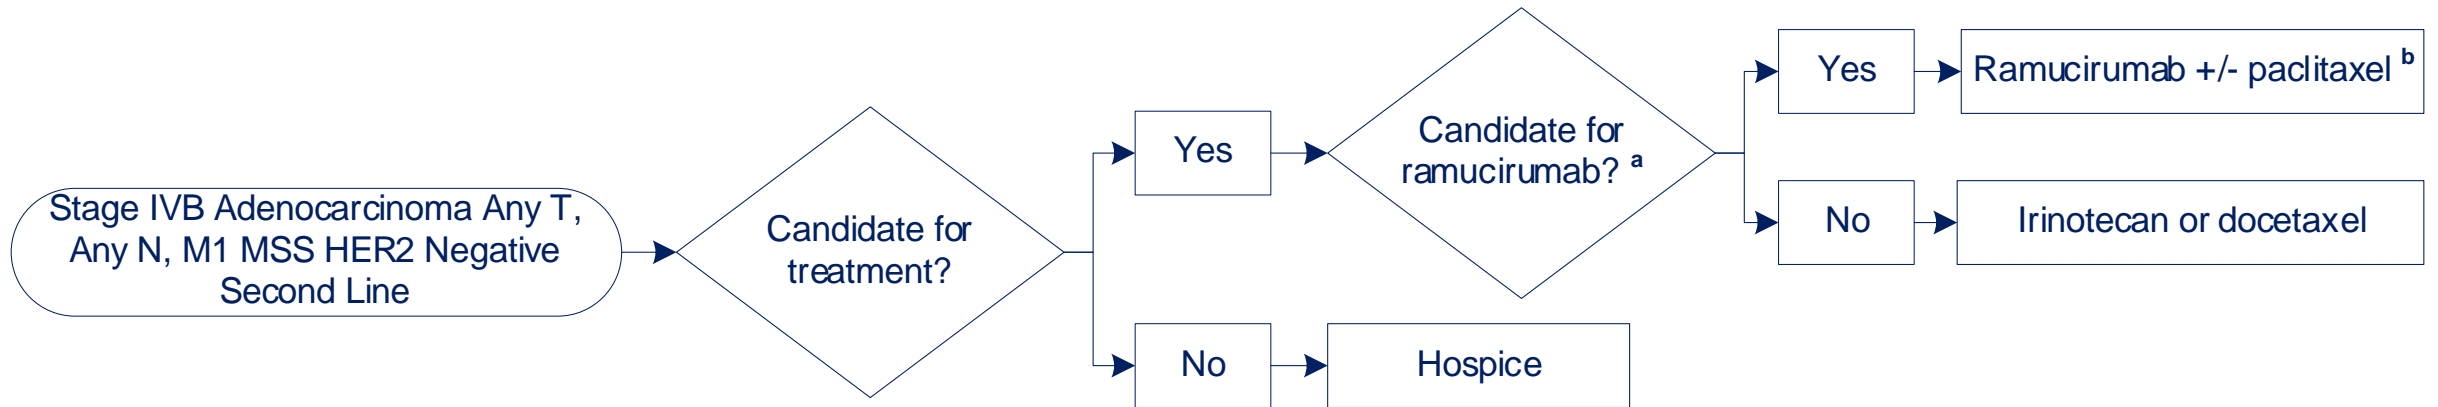 Stage IVB Adenocarcinoma Any T,
Any N, M1 MSS HER2 Negative
Second Line
Candidate for
treatment?
Yes
Candidate for
ramucirumab? a
Yes
Ramucirumab +/- paclitaxel b
No
Irinotecan or docetaxel
No
Hospice